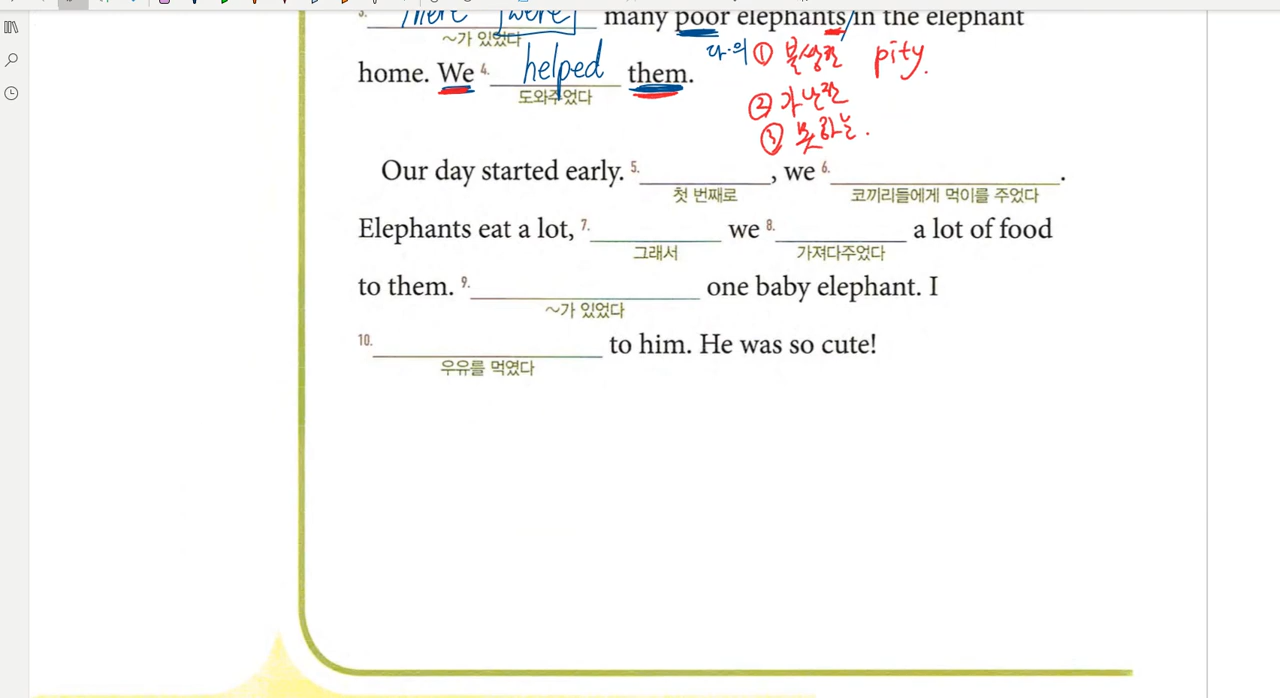 3. There were many poor elephants/in the elephant
~가 있었다
다·의 ① 불쌍한 pity.
home. We 4. helped them.
도와주었다
② 가난한
③ 못하는.
Our day started early. 5. , we 6. .
첫 번째로 코끼리들에게 먹이를 주었다
Elephants eat a lot, 7. we 8. a lot of food
그래서 가져다주었다
to them. 9. one baby elephant. I
~가 있었다
10. to him. He was so cute!
우유를 먹였다